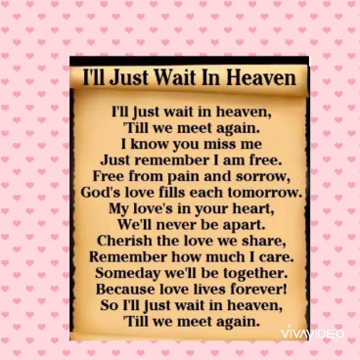 I'll Just Wait In Heaven
I'll just wait in heaven,
'Till we meet again.
I know you miss me
Just remember I am free.
Free from pain and sorrow,
God's love fills each tomorrow.
My love's in your heart,
We'll never be apart.
Cherish the love we share,
Remember how much I care.
Someday we'll be together.
Because love lives forever!
So I'll just wait in heaven,
'Till we meet again.
VIVAVIDEO